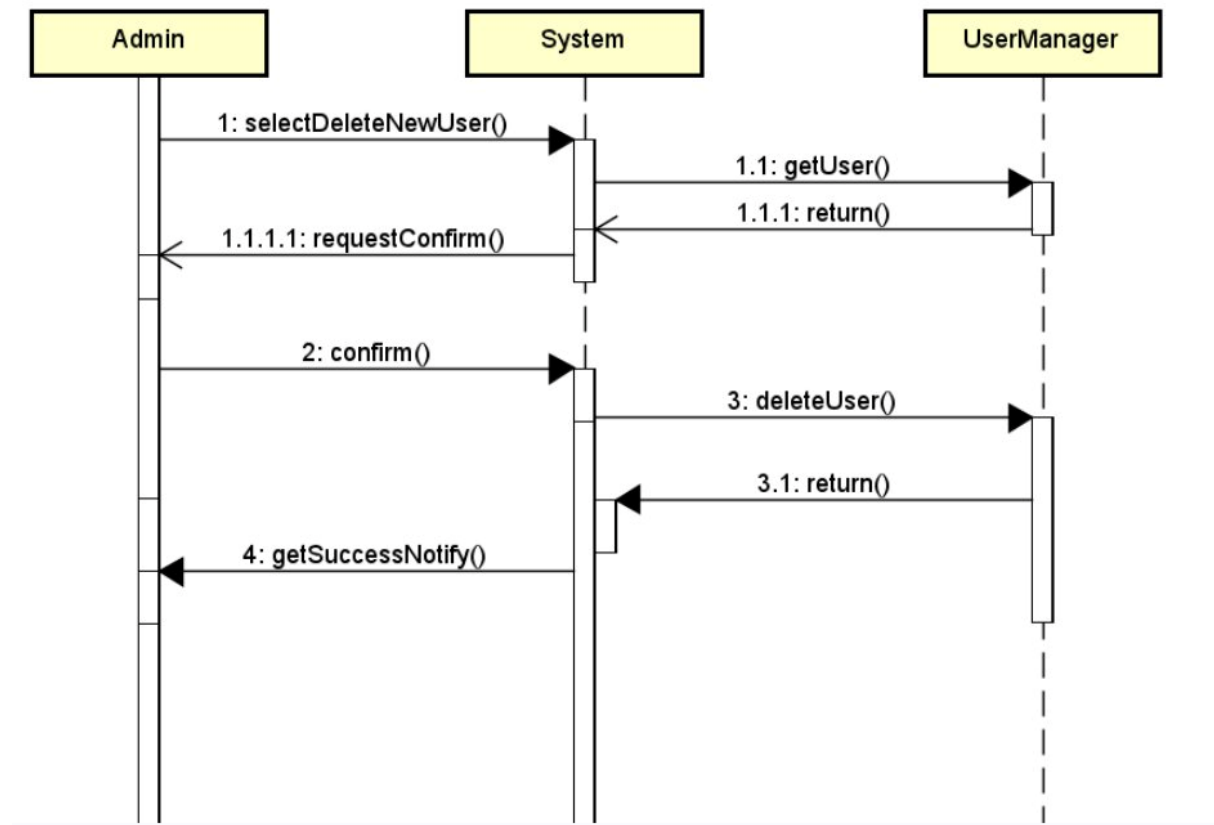 Admin
System
UserManager
1: selectDeleteNewUser()
1.1: getUser()
1.1.1: return()
1.1.1.1: requestConfirm()
2: confirm()
3: deleteUser()
3.1: return()
4: getSuccessNotify()